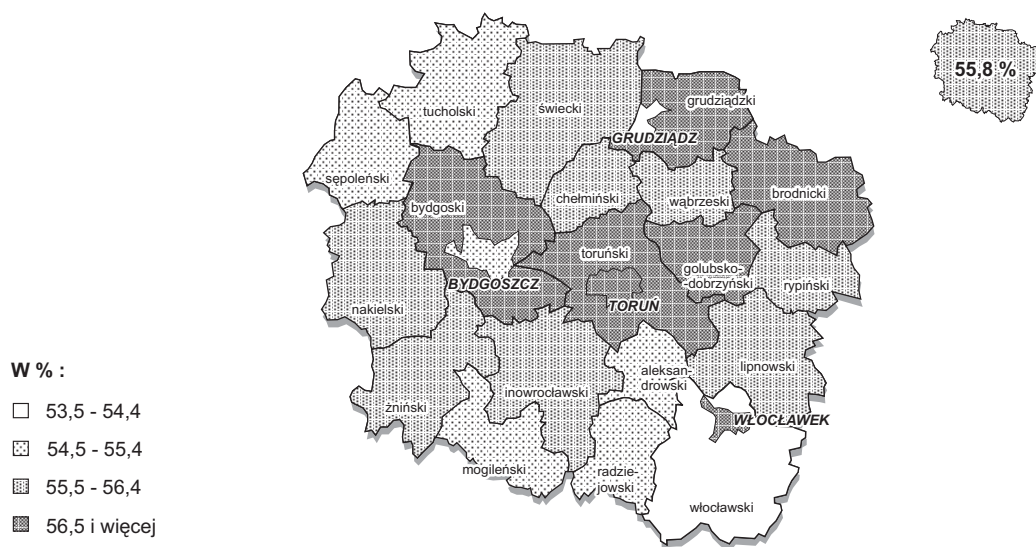 55,8 %
tucholski
świecki
grudziądzki
GRUDZIĄDZ
sępoleński
bydgoski
chełmiński
wąbrzeski
brodnicki
toruński
golubsko-
-dobrzyński
rypiński
BYDGOSZCZ
TORUŃ
nakielski
aleksan-
drowski
lipnowski
żniński
inowrocławski
WŁOCŁAWEK
mogileński
radzie-
jowski
włocławski
W % :
53,5 - 54,4
54,5 - 55,4
55,5 - 56,4
56,5 i więcej